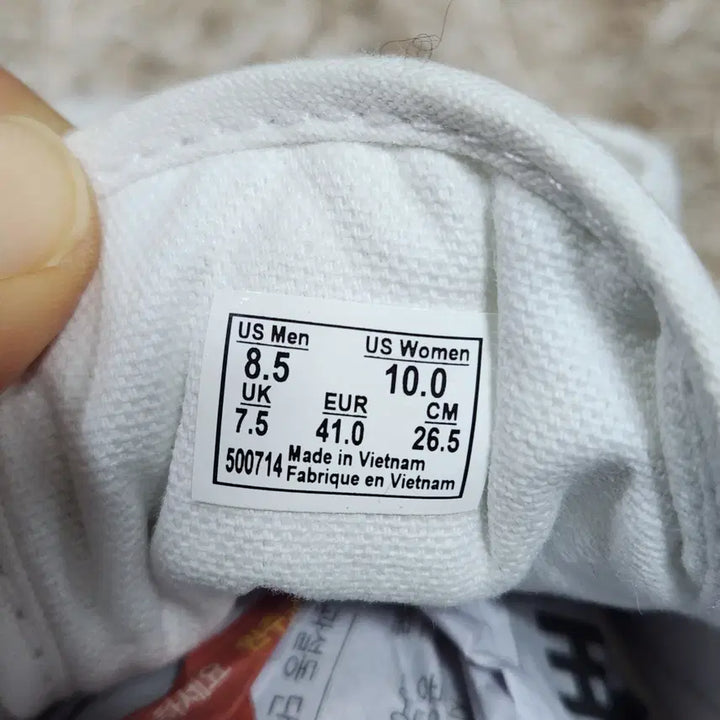 US Men US Women
8.5 10.0
UK EUR CM
7.5 41.0 26.5
500714 Made in Vietnam
Fabrique en Vietnam